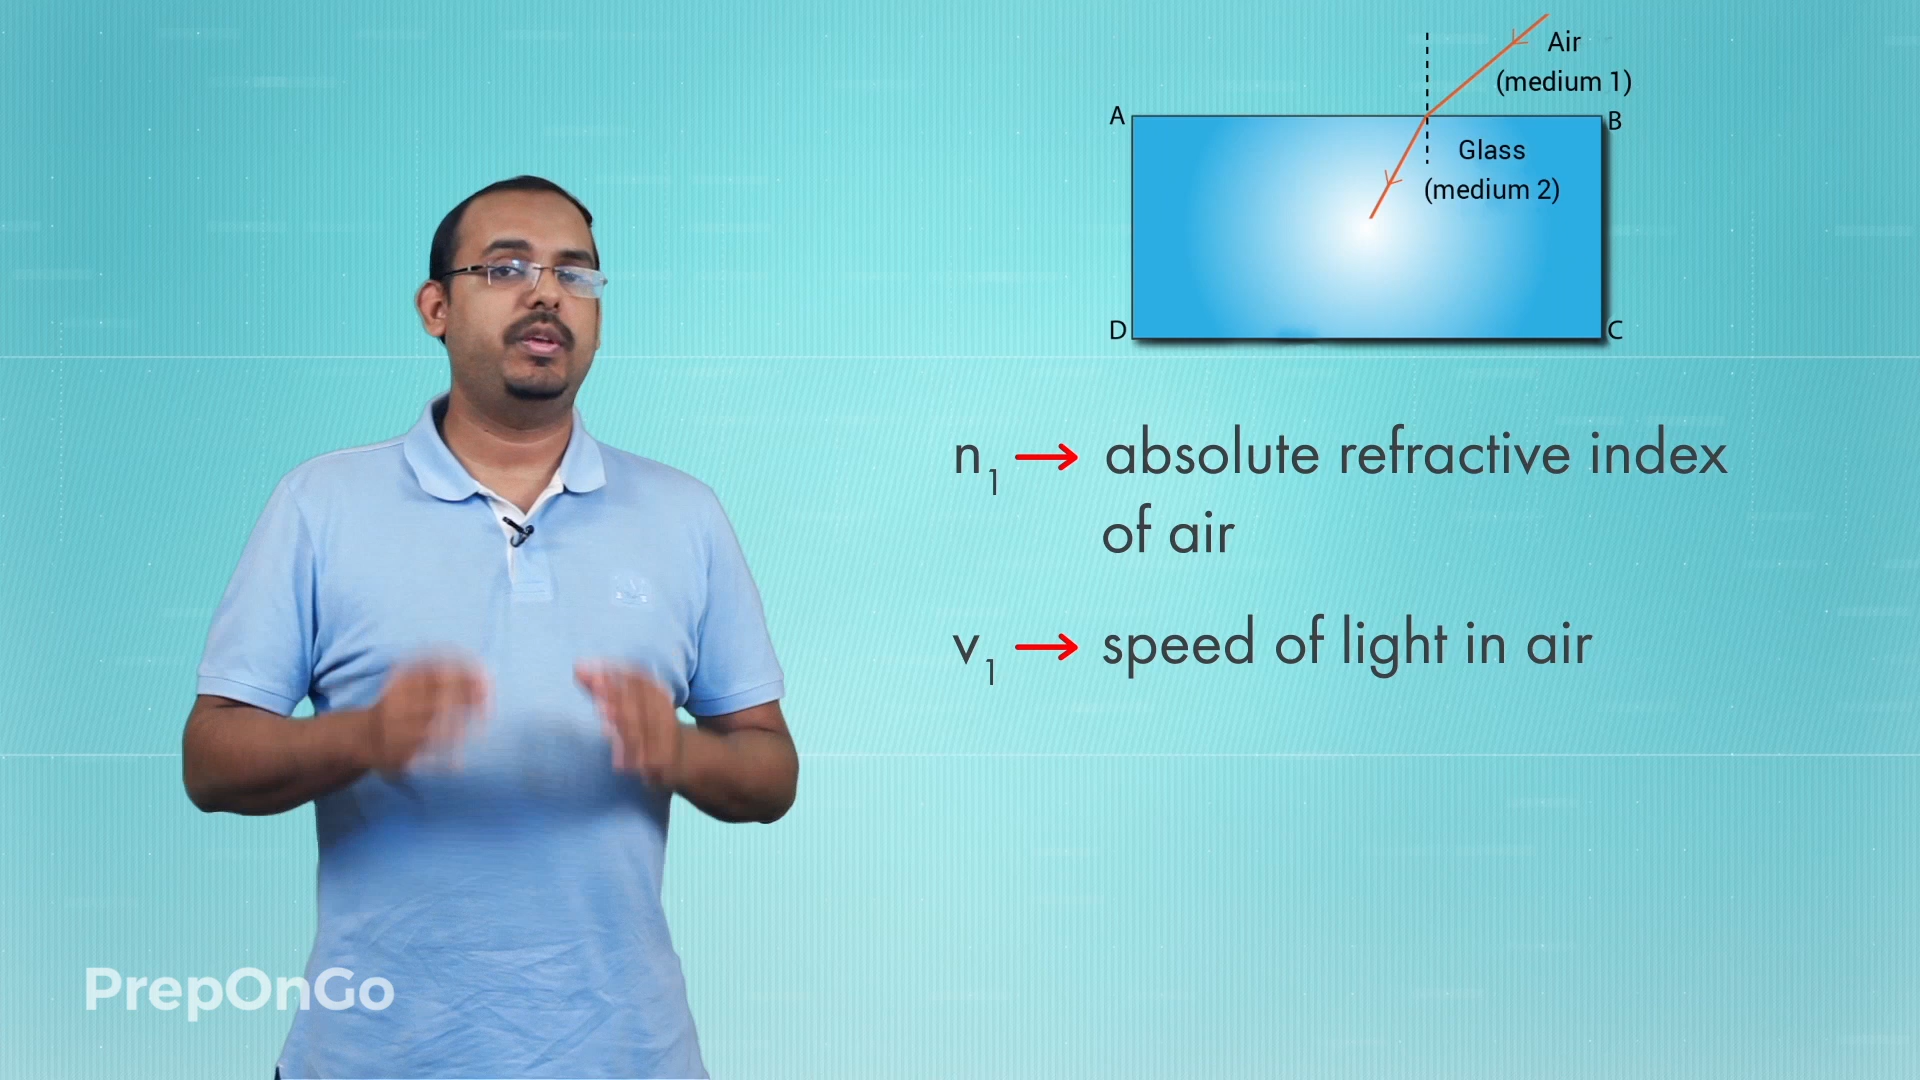 Air
(medium 1)
A
B
Glass
(medium 2)
D
C
n₁ → absolute refractive index
of air
v₁ → speed of light in air
PrepOnGo